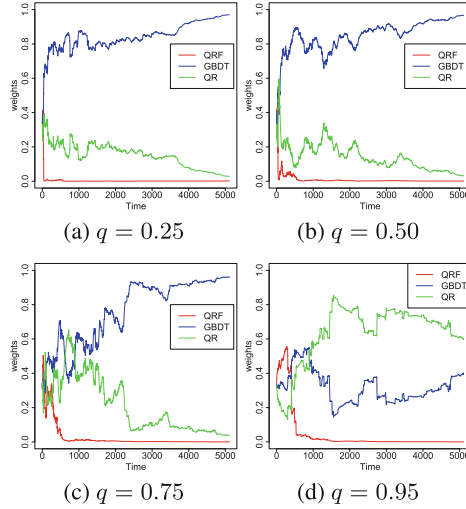 weights
0.0 0.2 0.4 0.6 0.8 1.0
QRF
GBDT
QR
0 1000 2000 3000 4000 5000
Time
(a) q = 0.25
weights
0.0 0.2 0.4 0.6 0.8 1.0
QRF
GBDT
QR
0 1000 2000 3000 4000 5000
Time
(b) q = 0.50
weights
0.0 0.2 0.4 0.6 0.8 1.0
QRF
GBDT
QR
0 1000 2000 3000 4000 5000
Time
(c) q = 0.75
weights
0.0 0.2 0.4 0.6 0.8 1.0
QRF
GBDT
QR
0 1000 2000 3000 4000 5000
Time
(d) q = 0.95